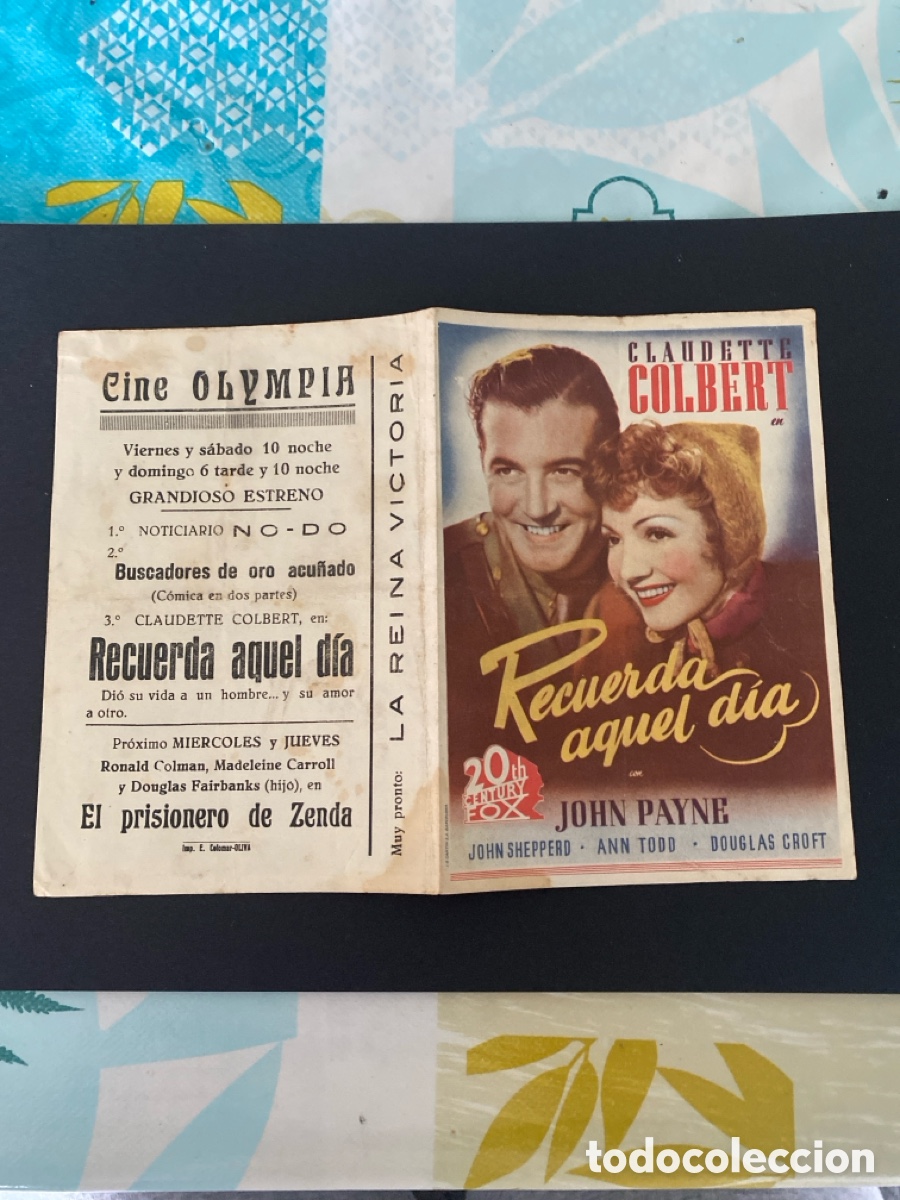 Cine OLYMPIA
Viernes y sábado 10 noche
y domingo 6 tarde y 10 noche
GRANDIOSO ESTRENO
1.º NOTICIARIO NO-DO
2.º
Buscadores de oro acuñado
(Cómica en dos partes)
3.º CLAUDETTE COLBERT, en:
Recuerda aquel día
Dió su vida a un hombre... y su amor
a otro.
Próximo MIERCOLES y JUEVES
Ronald Colman, Madeleine Carroll
y Douglas Fairbanks (hijo), en
El prisionero de Zenda
Imp. E. Colomar-OLIVA
Muy pronto: LA REINA VICTORIA
CLAUDETTE
COLBERT
en
Recuerda
aquel día
con
20th
CENTURY
FOX
JOHN PAYNE
JOHN SHEPPERD · ANN TODD · DOUGLAS CROFT
todocoleccion